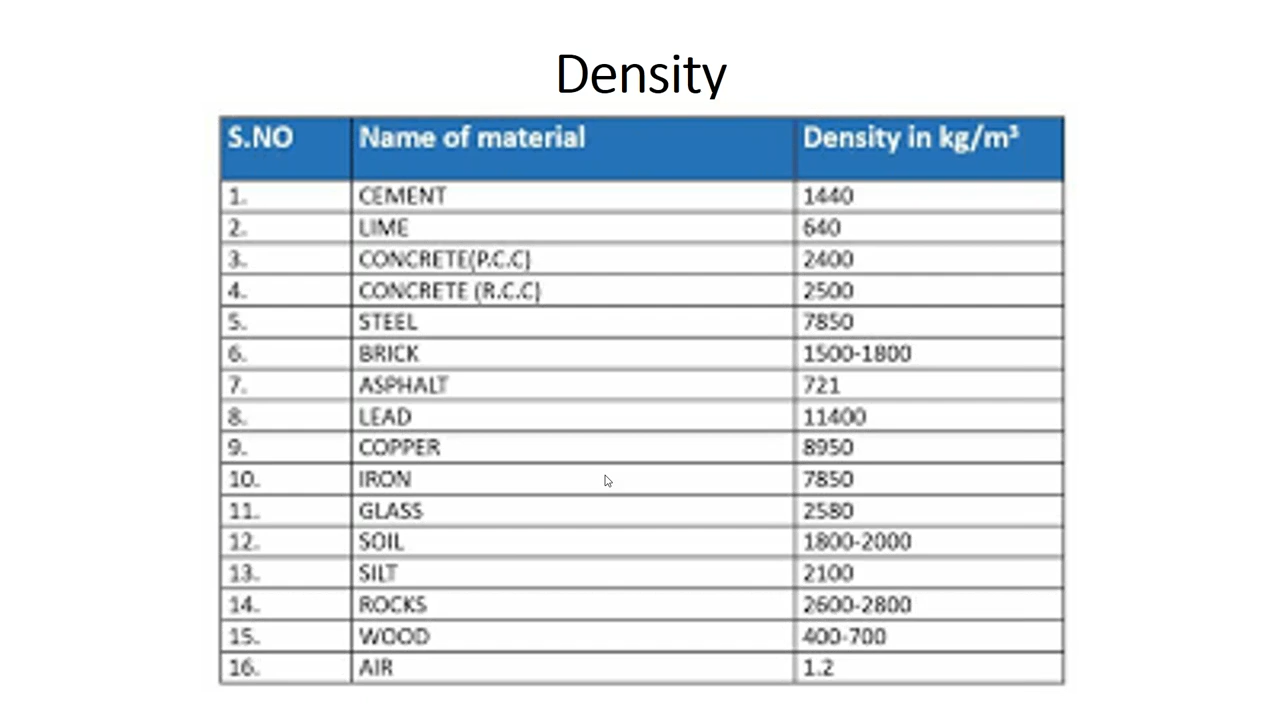 Density
S.NO Name of material Density in kg/m³
1. CEMENT 1440
2. LIME 640
3. CONCRETE(P.C.C) 2400
4. CONCRETE (R.C.C) 2500
5. STEEL 7850
6. BRICK 1500-1800
7. ASPHALT 721
8. LEAD 11400
9. COPPER 8950
10. IRON 7850
11. GLASS 2580
12. SOIL 1800-2000
13. SILT 2100
14. ROCKS 2600-2800
15. WOOD 400-700
16. AIR 1.2